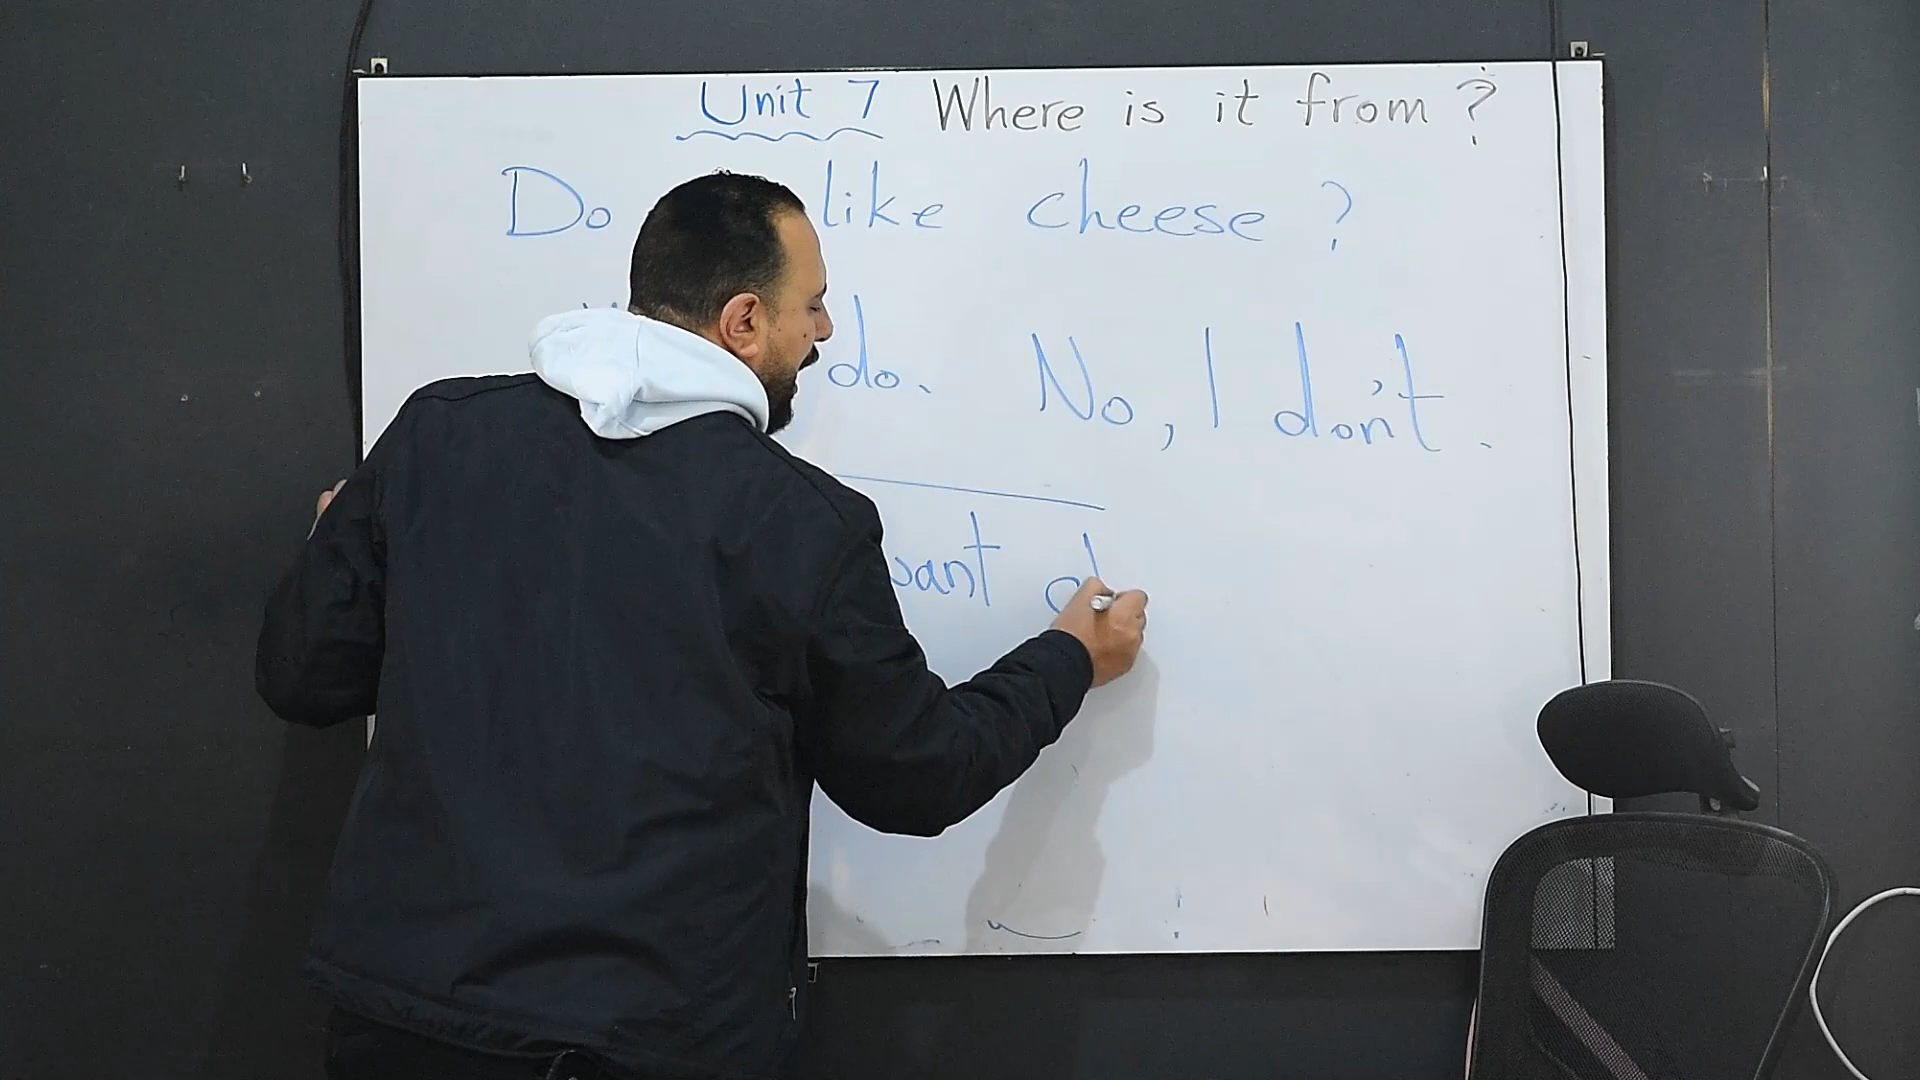 Unit 7 Where is it from ?
Do like cheese ?
do. No, I don't.
want